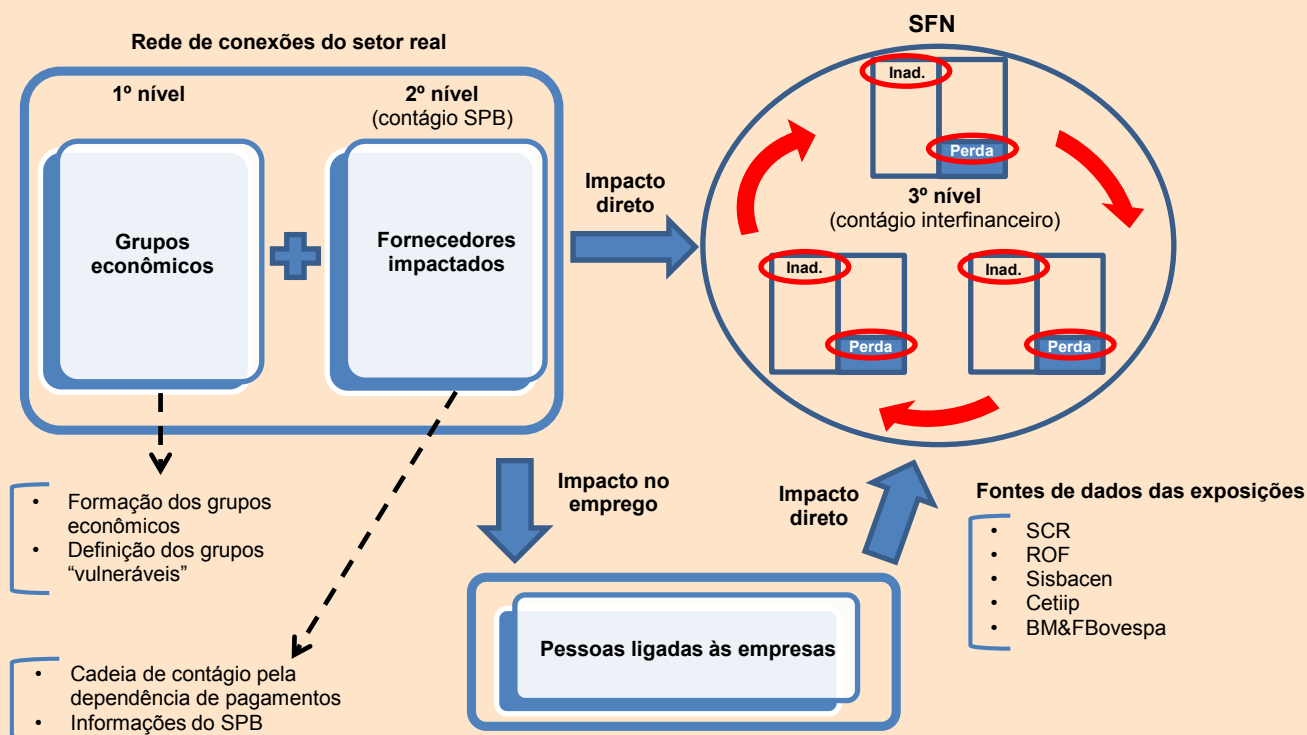 Rede de conexões do setor real
1º nível
2º nível
(contágio SPB)
Grupos
econômicos
Fornecedores
impactados
Impacto
direto
SFN
Inad.
Perda
3º nível
(contágio interfinanceiro)
Inad.
Perda
Inad.
Perda
• Formação dos grupos
econômicos
• Definição dos grupos
“vulneráveis”
• Cadeia de contágio pela
dependência de pagamentos
• Informações do SPB
Impacto no
emprego
Pessoas ligadas às empresas
Impacto
direto
Fontes de dados das exposições
• SCR
• ROF
• Sisbacen
• Cetiip
• BM&FBovespa